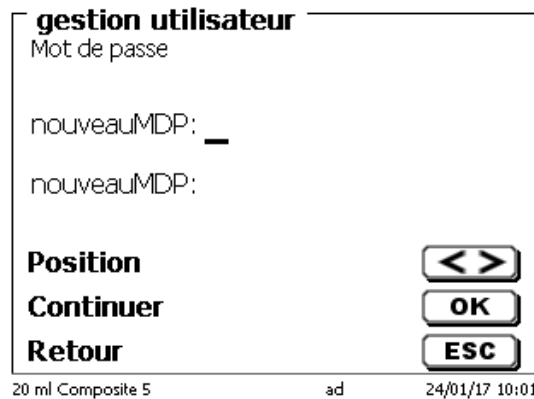 gestion utilisateur
Mot de passe
nouveauMDP: _
nouveauMDP:
Position < >
Continuer OK
Retour ESC
20 ml Composite 5 ad 24/01/17 10:01